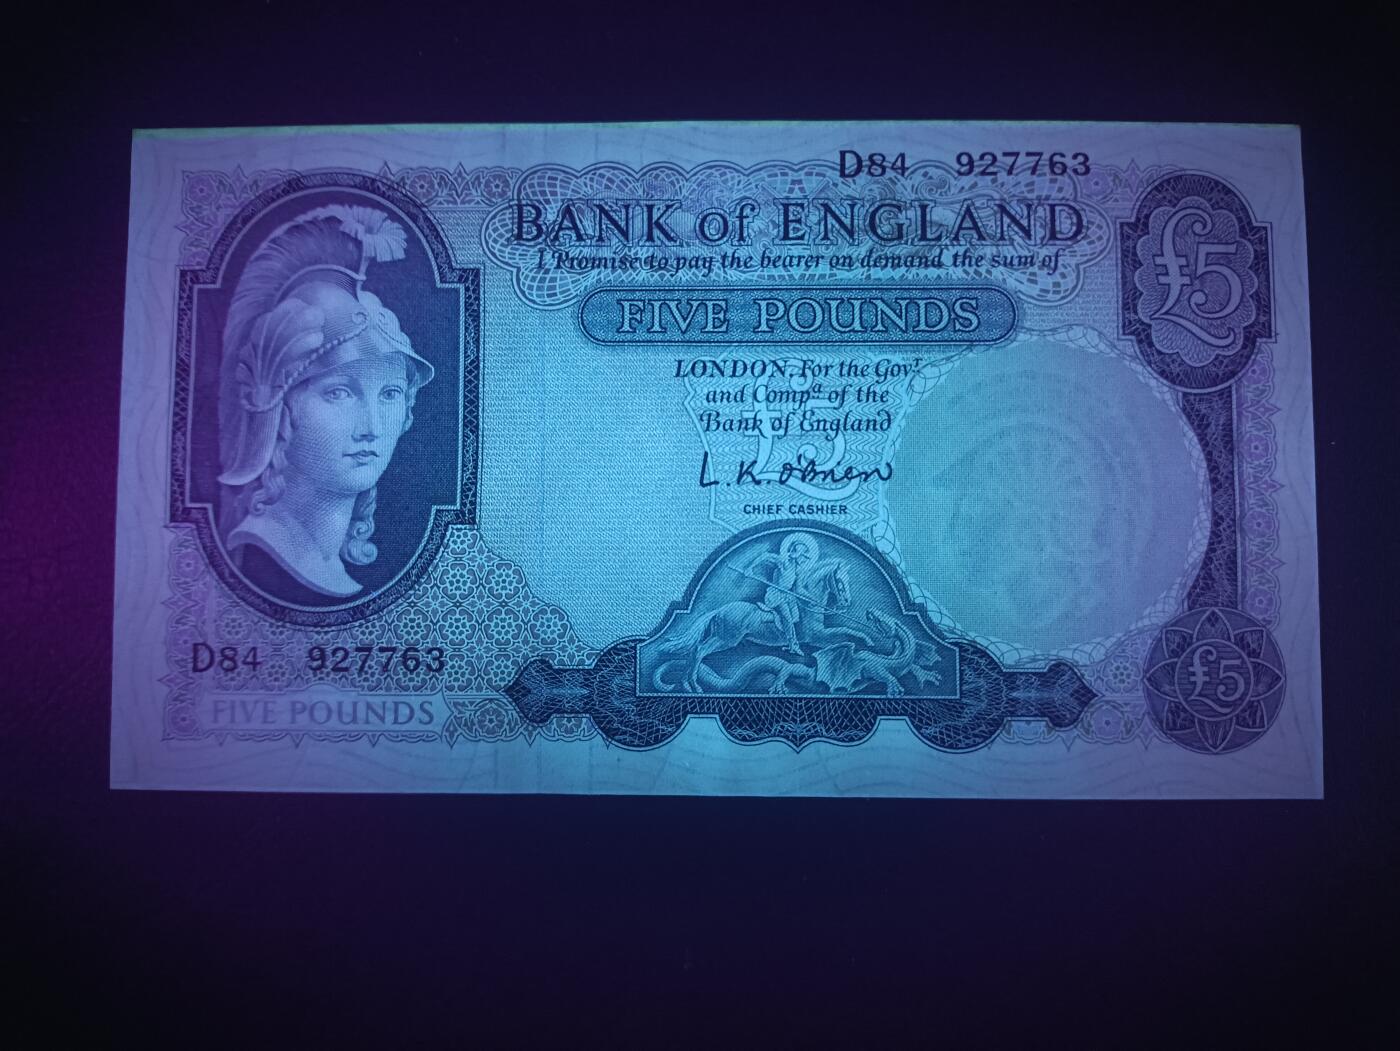 D84 927763
BANK of ENGLAND
I Promise to pay the bearer on demand the sum of
£5
FIVE POUNDS
LONDON. For the Govʳ
and Compᵃ of the
Bank of England
£5
L.K. O'Brien
CHIEF CASHIER
D84 927763
FIVE POUNDS
£5